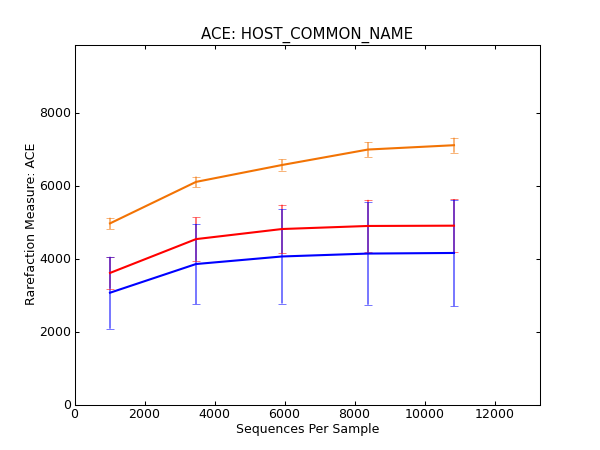 ACE: HOST_COMMON_NAME
Rarefaction Measure: ACE
8000
6000
4000
2000
0
0 2000 4000 6000 8000 10000 12000
Sequences Per Sample